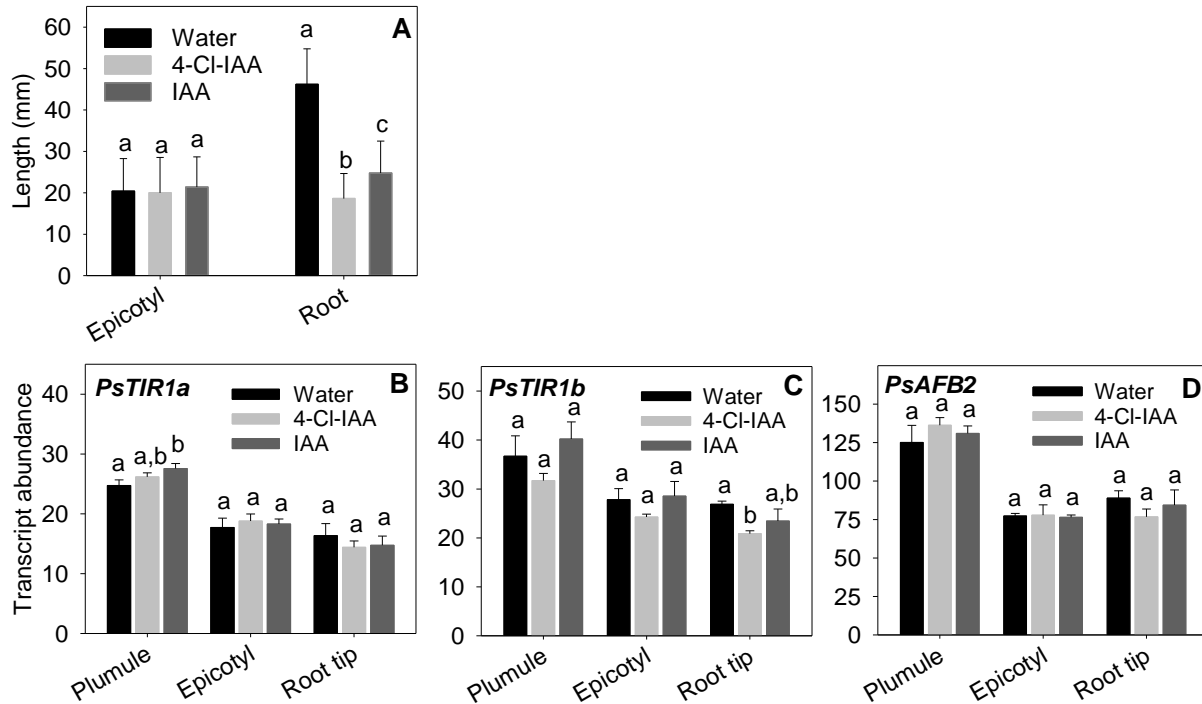 A
Water
4-Cl-IAA
IAA
Length (mm)
60
50
40
30
20
10
0
a a a
a b c
Epicotyl
Root
B
PsTIR1a
Water
4-Cl-IAA
IAA
Transcript abundance
40
30
20
10
0
a a,b b
a a a
a a a
Plumule
Epicotyl
Root tip
C
PsTIR1b
Water
4-Cl-IAA
IAA
50
40
30
20
10
0
a a a
a a a
a b a,b
Plumule
Epicotyl
Root tip
D
PsAFB2
Water
4-Cl-IAA
IAA
150
125
100
75
50
25
0
a a a
a a a
a a a
Plumule
Epicotyl
Root tip